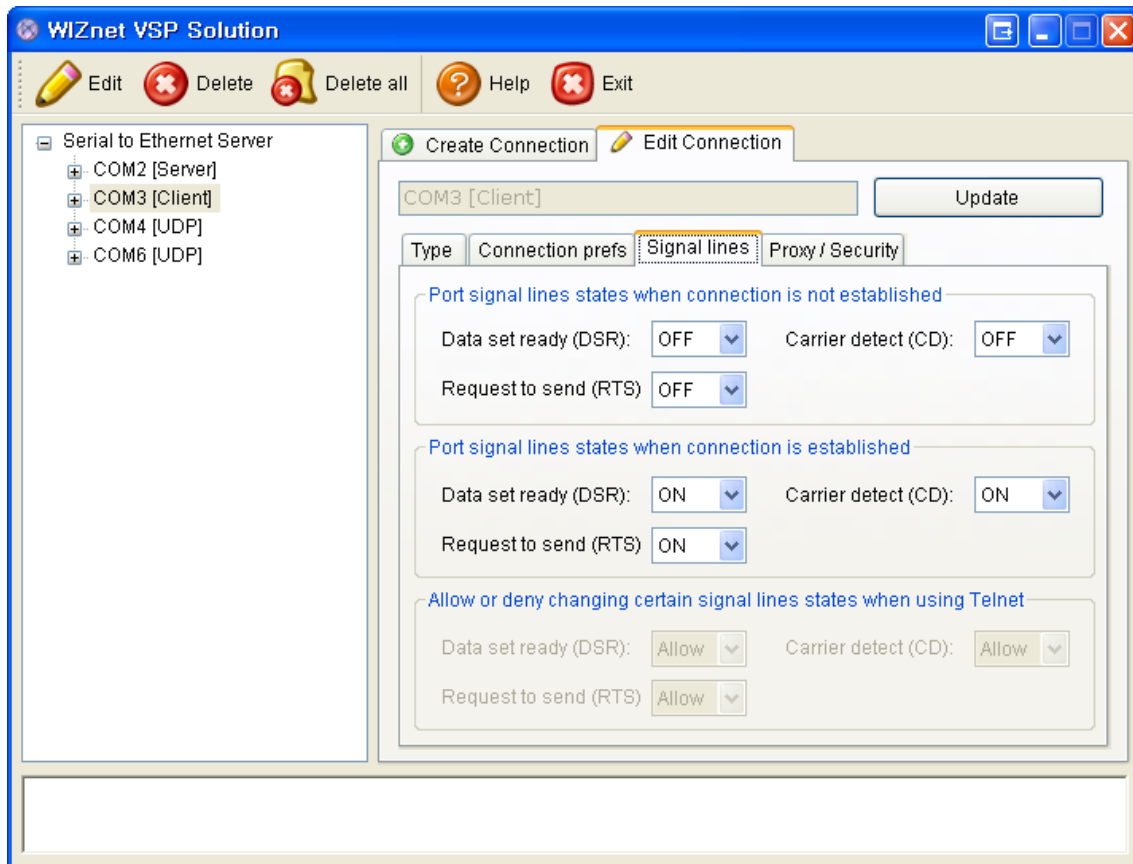 WIZnet VSP Solution
Edit Delete Delete all Help Exit
Serial to Ethernet Server
COM2 [Server]
COM3 [Client]
COM4 [UDP]
COM6 [UDP]
Create Connection Edit Connection
COM3 [Client] Update
Type Connection prefs Signal lines Proxy / Security
Port signal lines states when connection is not established
Data set ready (DSR): OFF Carrier detect (CD): OFF
Request to send (RTS) OFF
Port signal lines states when connection is established
Data set ready (DSR): ON Carrier detect (CD): ON
Request to send (RTS) ON
Allow or deny changing certain signal lines states when using Telnet
Data set ready (DSR): Allow Carrier detect (CD): Allow
Request to send (RTS) Allow